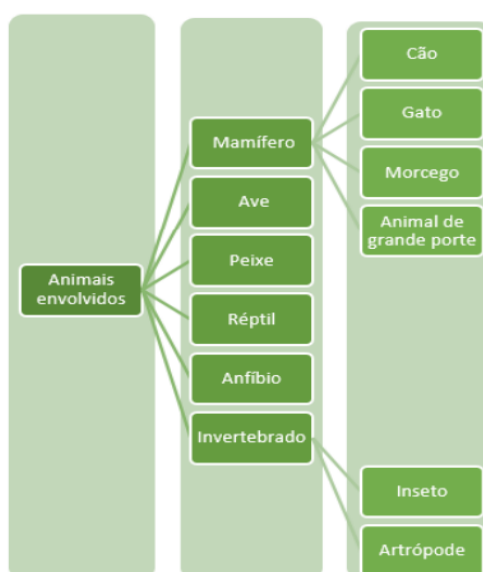 Animais
envolvidos
Mamífero
Ave
Peixe
Réptil
Anfíbio
Invertebrado
Cão
Gato
Morcego
Animal de
grande porte
Inseto
Artrópode